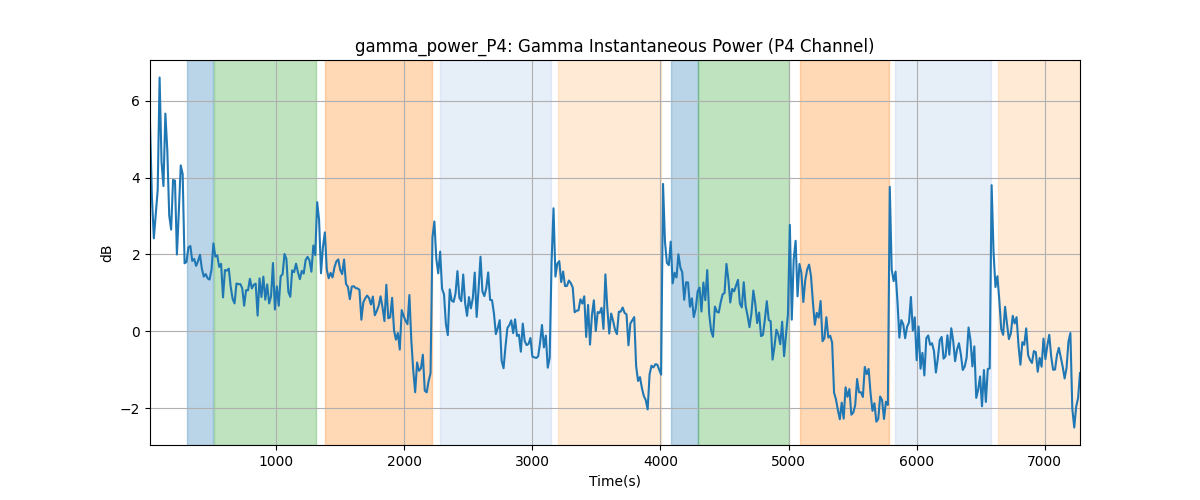 gamma_power_P4: Gamma Instantaneous Power (P4 Channel)
6
4
2
0
−2
dB
1000 2000 3000 4000 5000 6000 7000
Time(s)